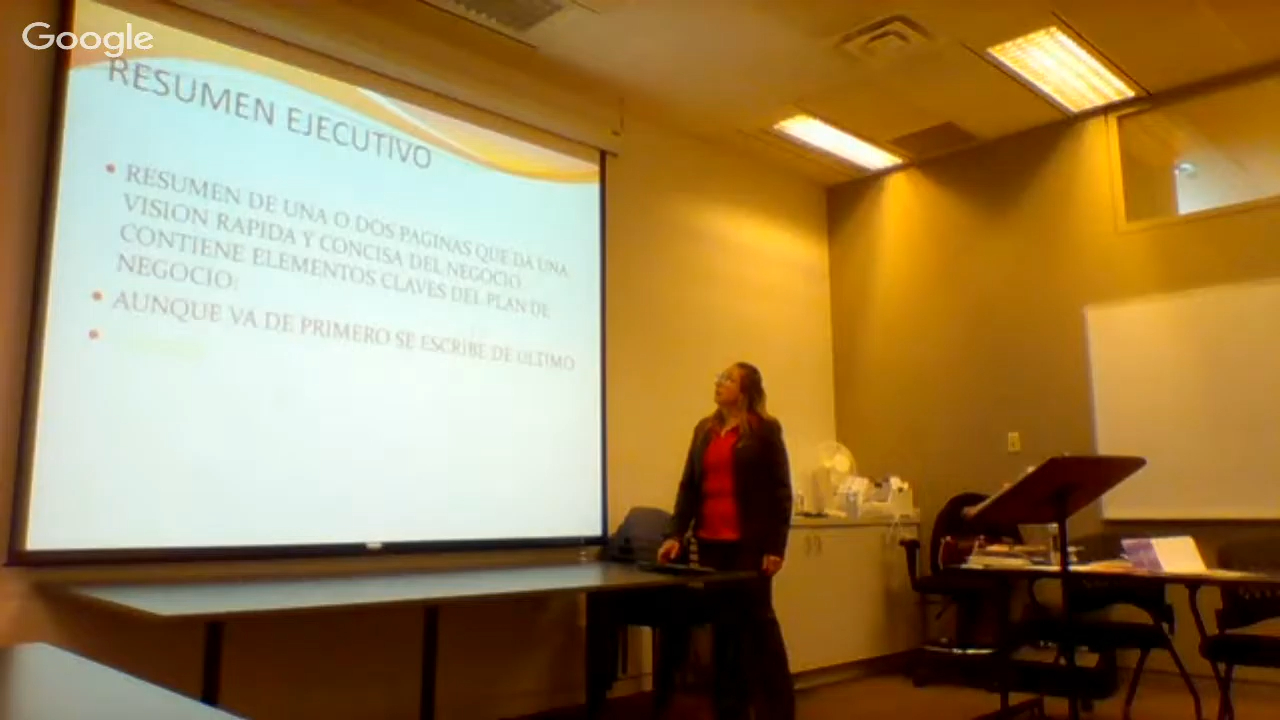 Google
RESUMEN EJECUTIVO
• RESUMEN DE UNA O DOS PAGINAS QUE DA UNA
VISION RAPIDA Y CONCISA DEL NEGOCIO
CONTIENE ELEMENTOS CLAVES DEL PLAN DE
NEGOCIO:
• AUNQUE VA DE PRIMERO SE ESCRIBE DE ULTIMO